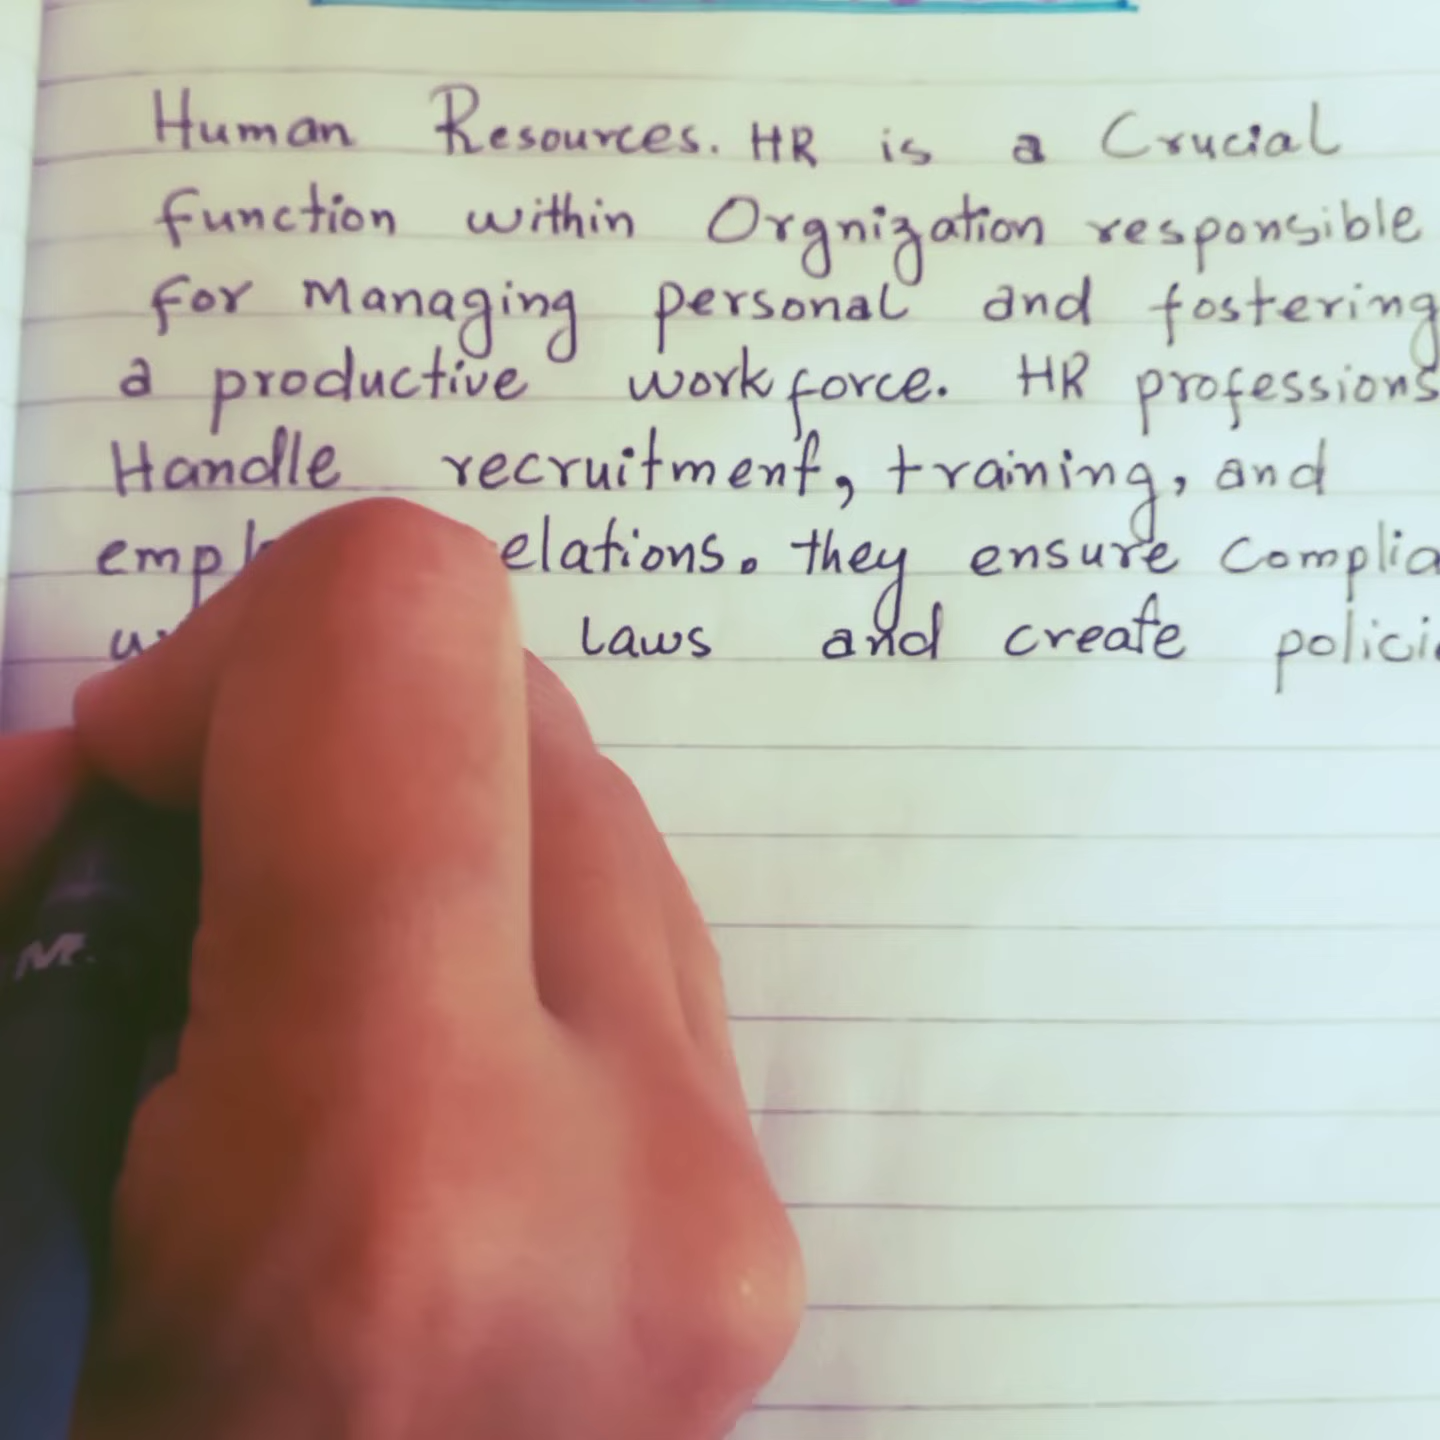 Human Resources. HR is a Crucial
function within Orgnization responsible
for Managing personal and fostering
a productive workforce. HR professions
Handle recruitment, training, and
empl elations. they ensure Complia
laws and create polici